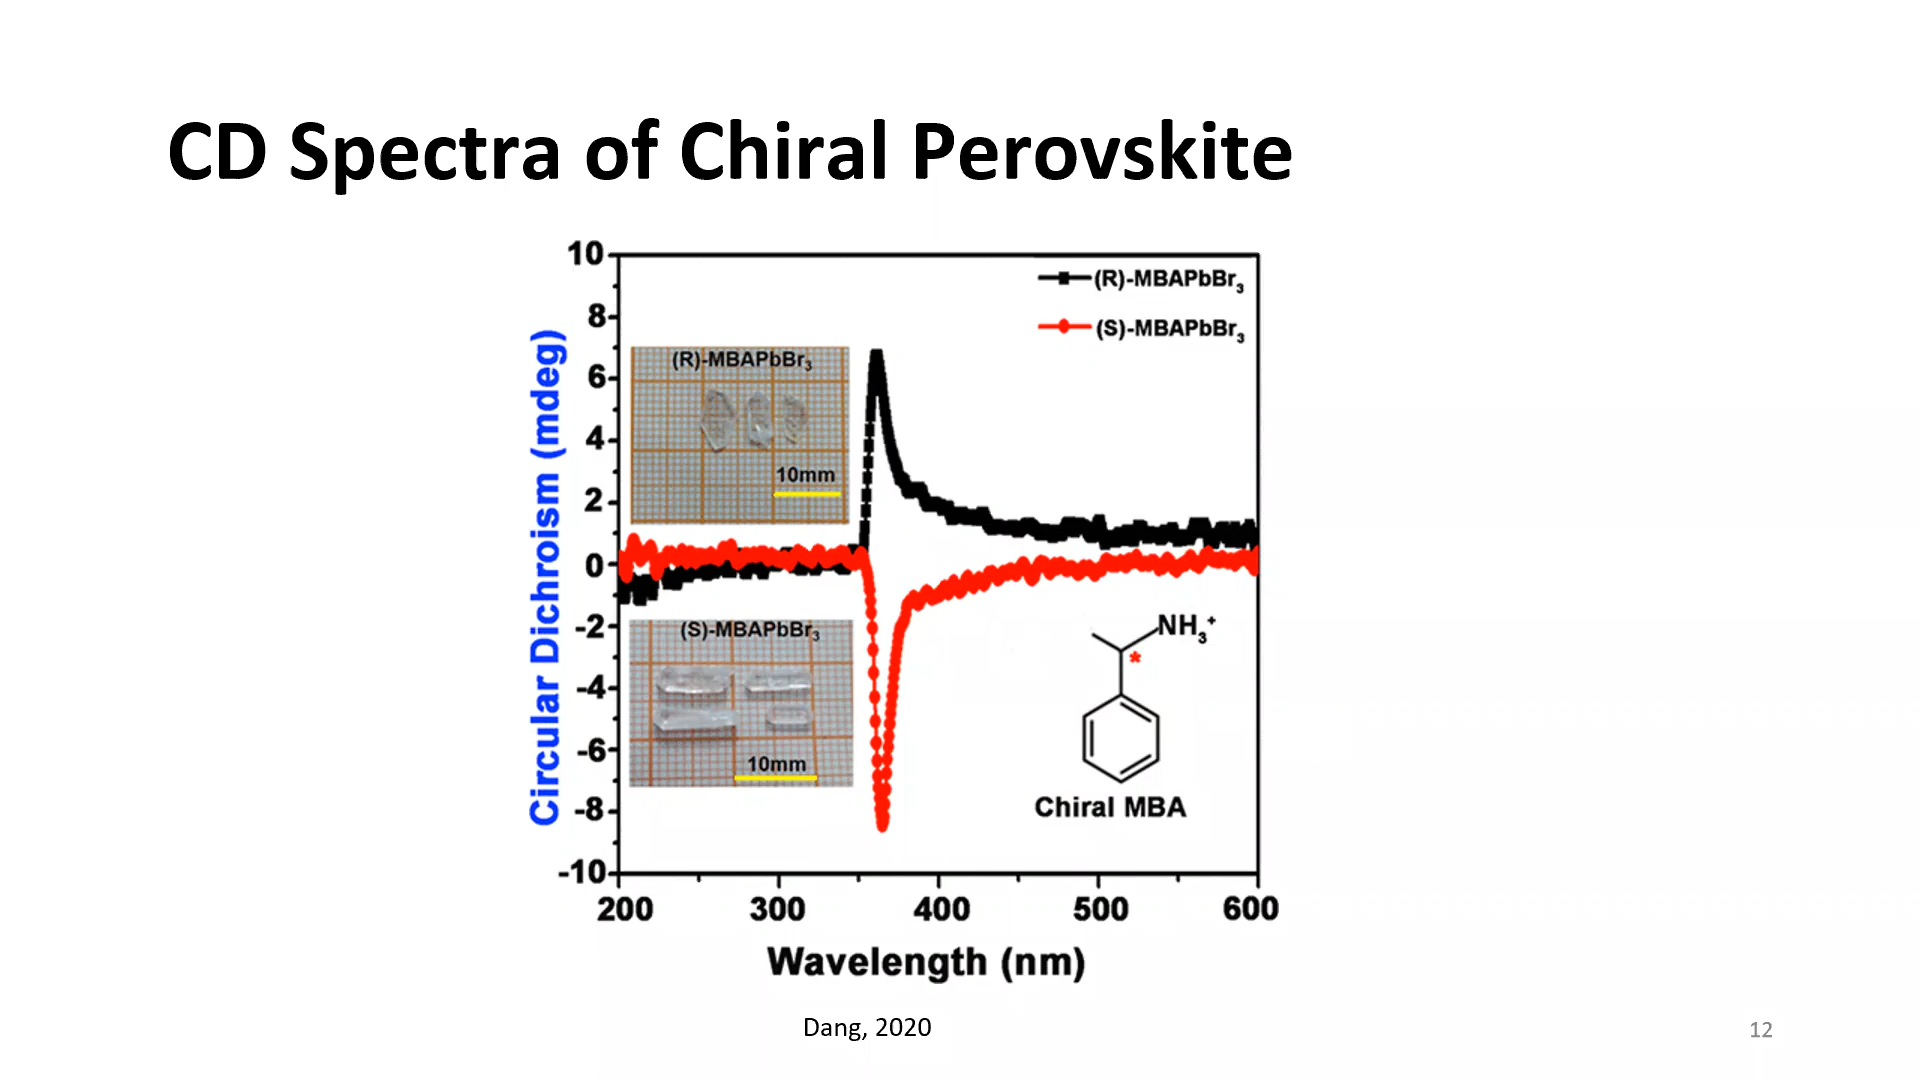 CD Spectra of Chiral Perovskite
Circular Dichroism (mdeg)
10
8
6
4
2
0
-2
-4
-6
-8
-10
(R)-MBAPbBr₃
(S)-MBAPbBr₃
(R)-MBAPbBr₃
10mm
(S)-MBAPbBr₃
10mm
NH₃⁺
*
Chiral MBA
200 300 400 500 600
Wavelength (nm)
Dang, 2020
12